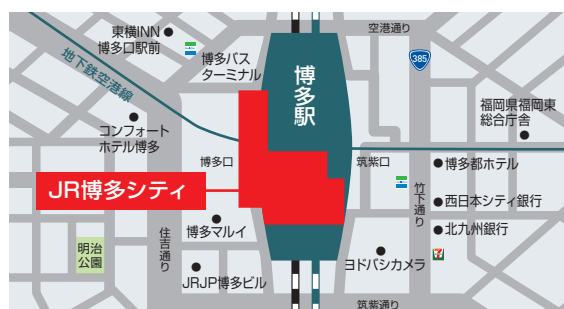 東横INN
博多口駅前
博多バス
ターミナル
空港通り
385
地下鉄空港線
博多駅
福岡県福岡東
総合庁舎
コンフォート
ホテル博多
博多口
筑紫口
博多都ホテル
JR博多シティ
竹下通り
西日本シティ銀行
博多マルイ
北九州銀行
住吉通り
明治
公園
ヨドバシカメラ
7
JRJP博多ビル
筑紫通り